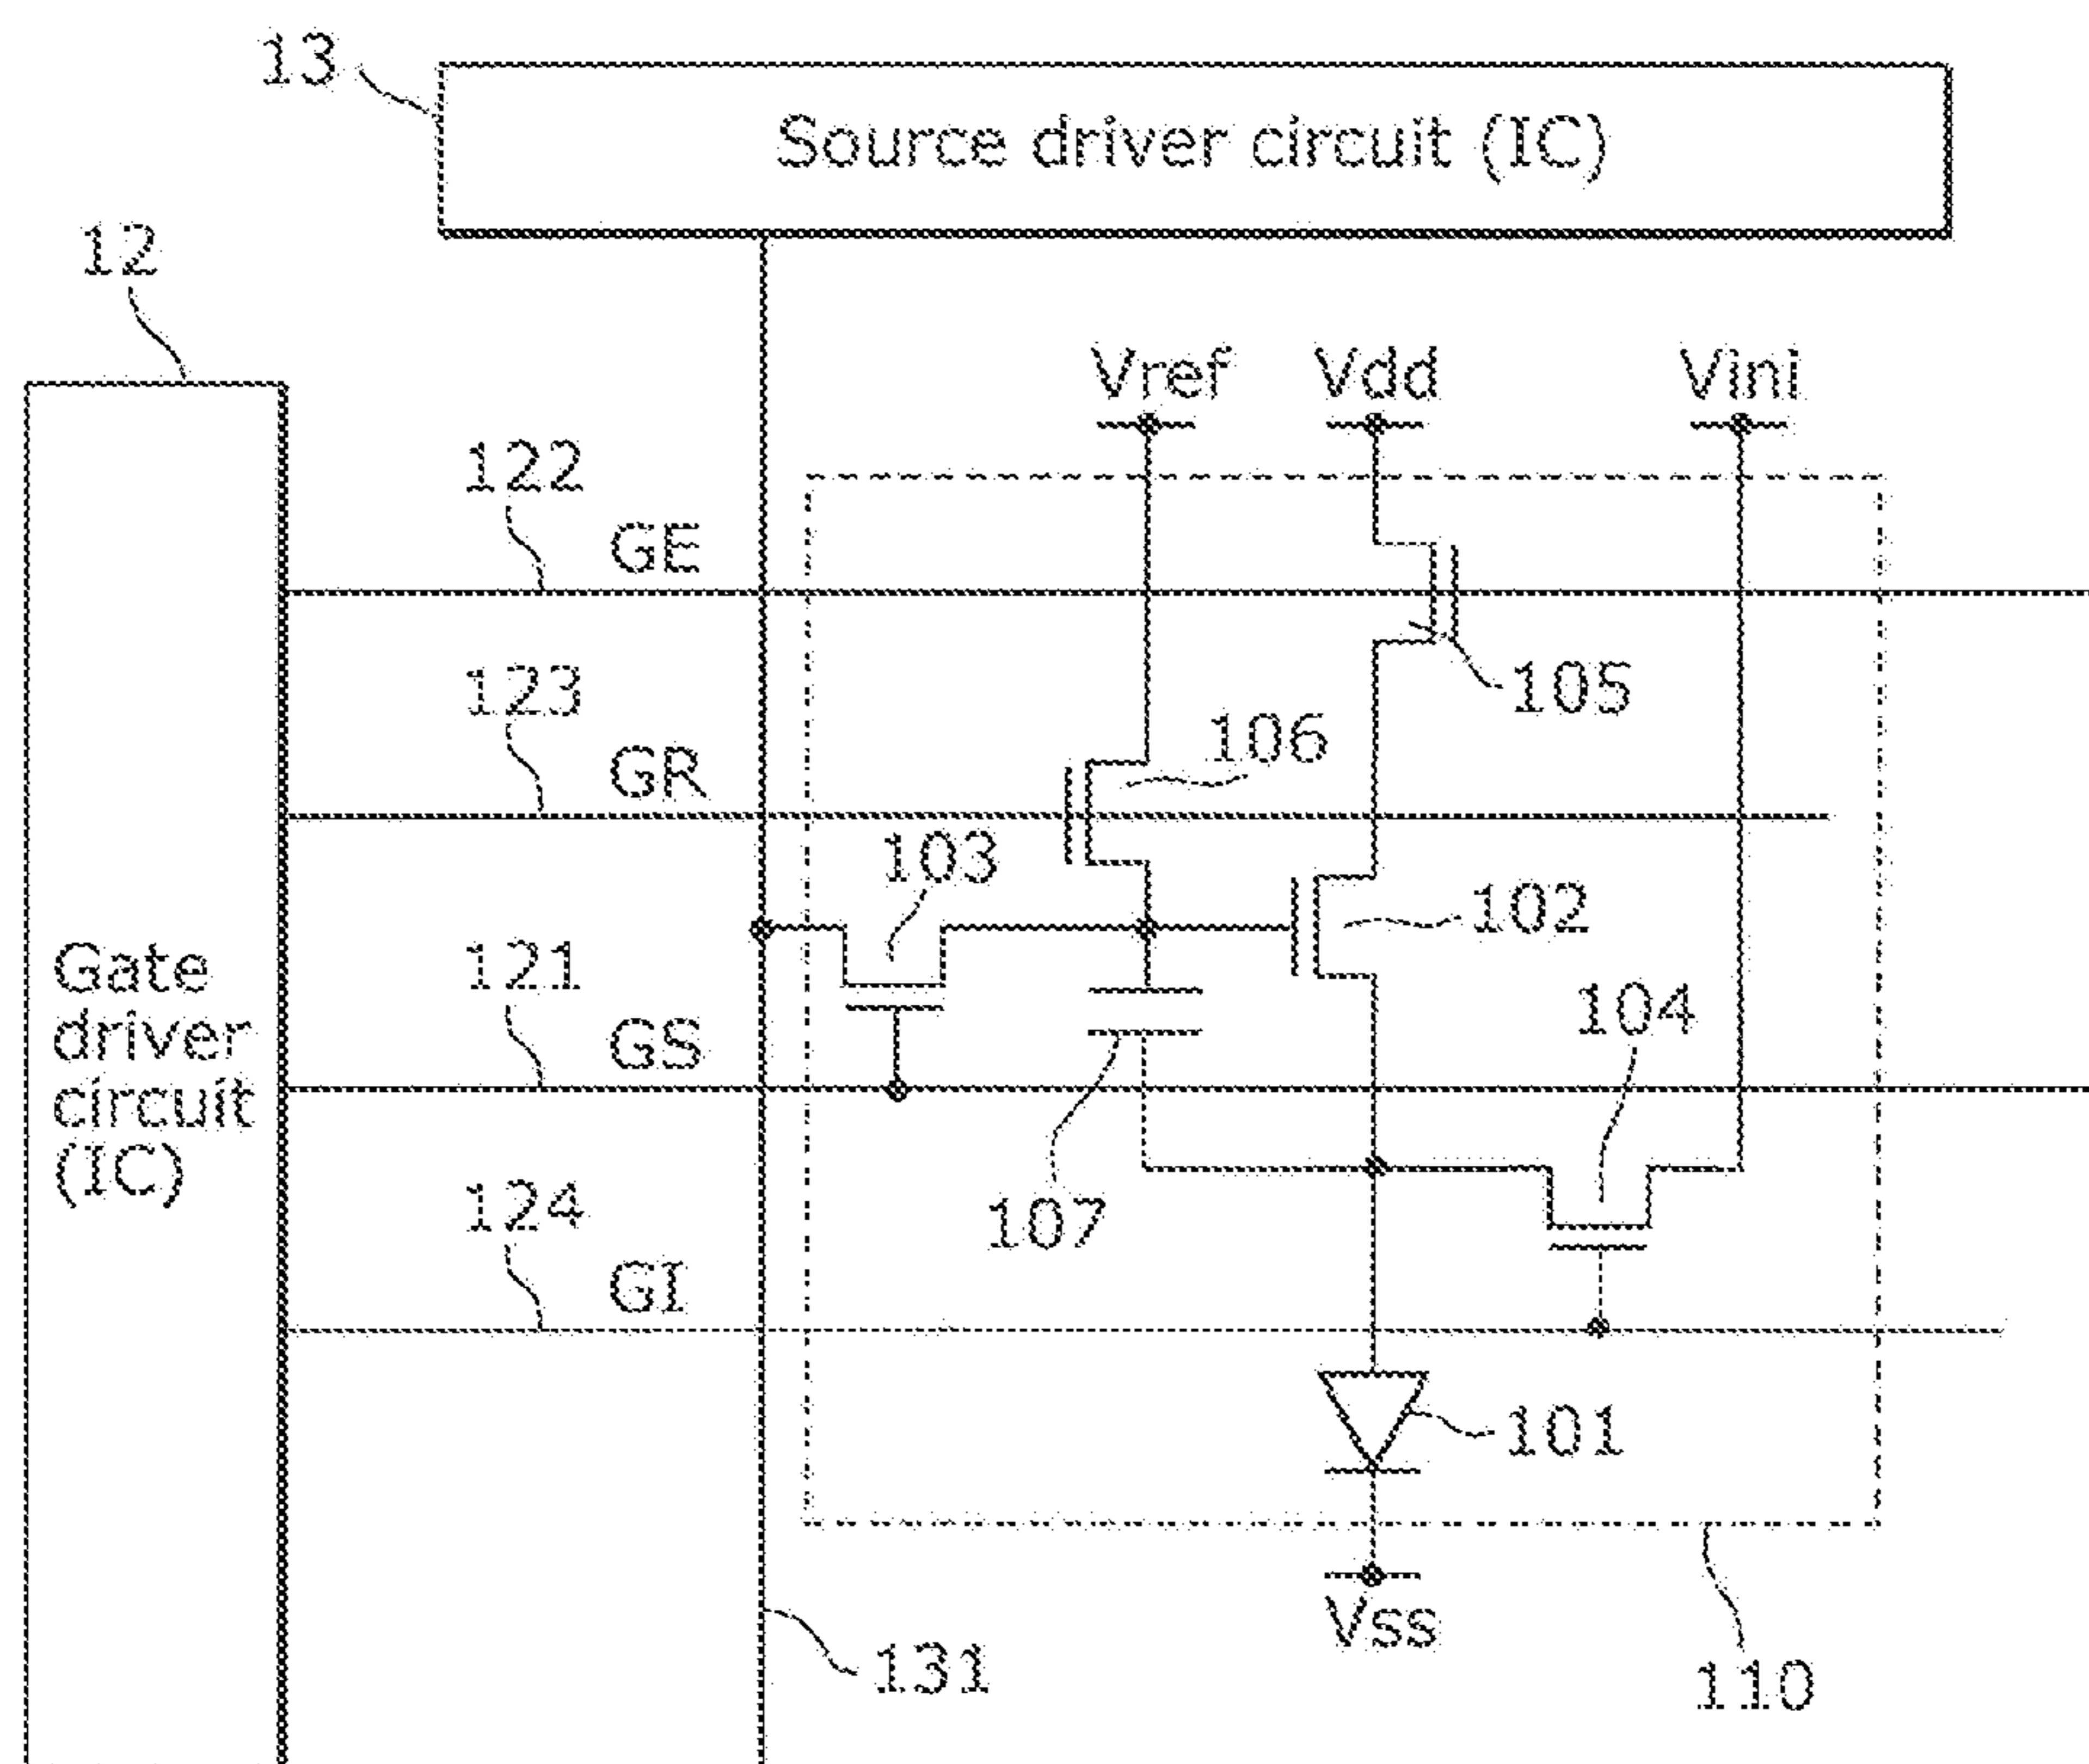 13
Source driver circuit (IC)
12
Vref Vdd Vini
122
GE
105
123
GR
106
103
102
Gate
driver
circuit
(IC)
121
GS
104
107
124
GI
101
Vss
131
110